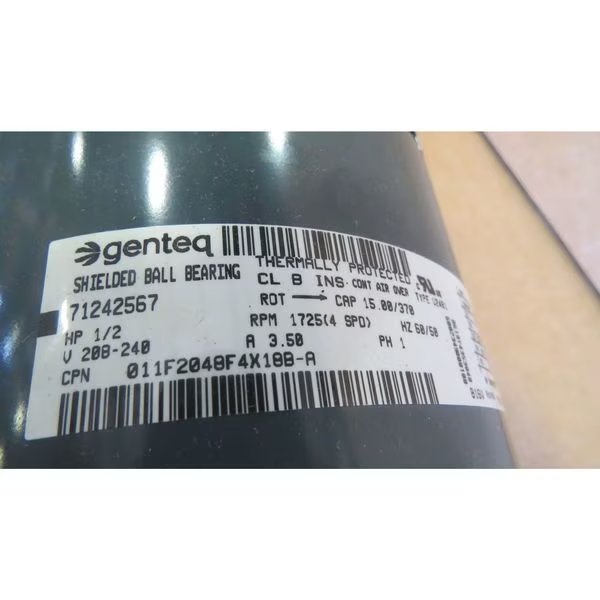 genteq
SHIELDED BALL BEARING
THERMALLY PROTECTED
CL B INS. CONT AIR OVER
71242567
ROT → CAP 15.00/370
HP 1/2
RPM 1725(4 SPD)
HZ 60/50
V 208-240
A 3.50
PH 1
CPN 011F2048F4X18B-A